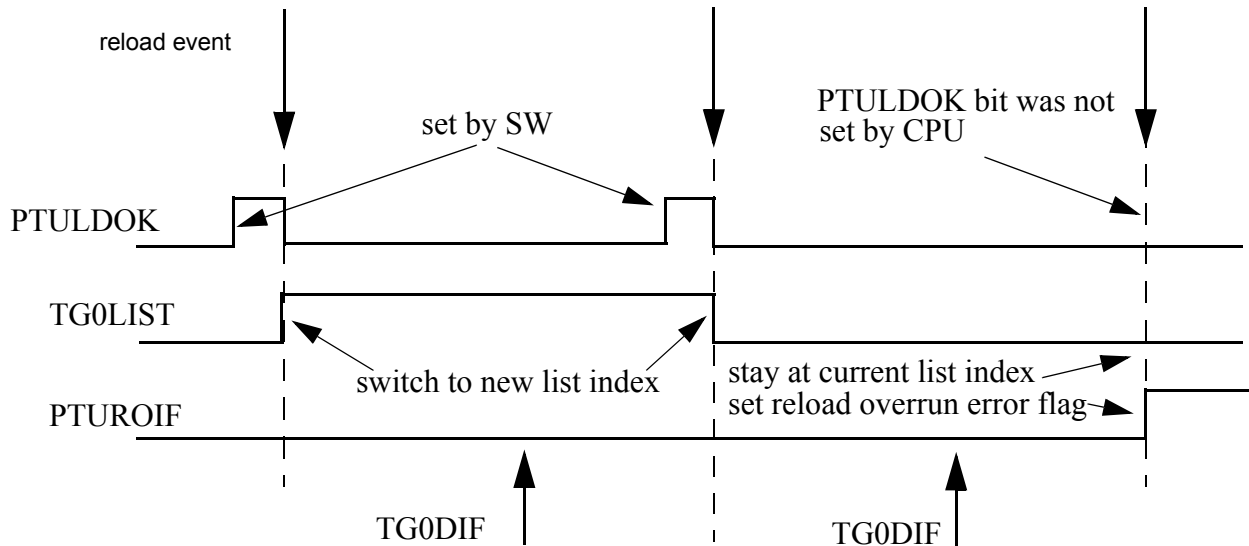 reload event
set by SW
PTULDOK bit was not
set by CPU
PTULDOK
TG0LIST
switch to new list index
stay at current list index
set reload overrun error flag
PTUROIF
TG0DIF
TG0DIF